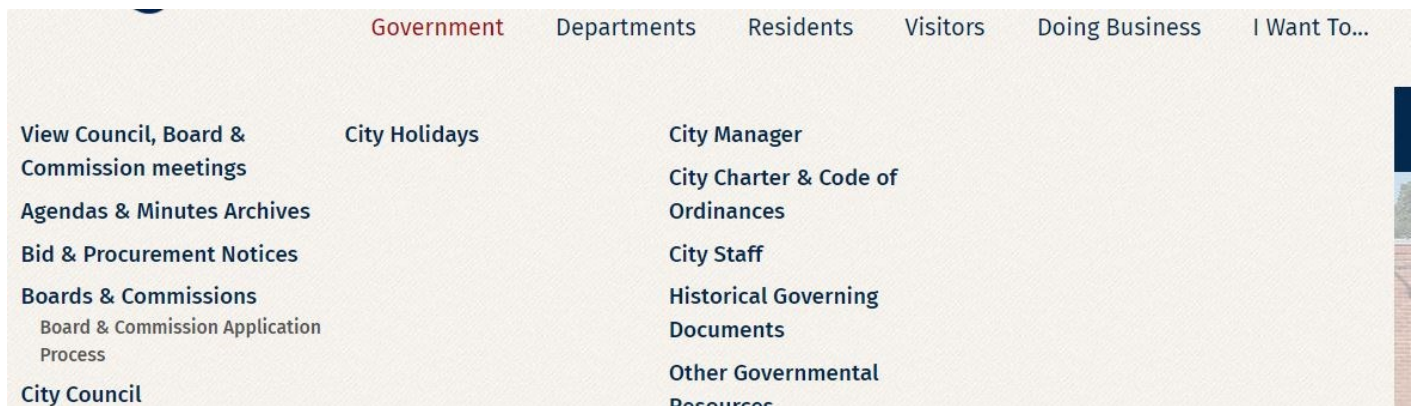 Government Departments Residents Visitors Doing Business I Want To...
View Council, Board &
Commission meetings
Agendas & Minutes Archives
Bid & Procurement Notices
Boards & Commissions
Board & Commission Application
Process
City Council
City Holidays
City Manager
City Charter & Code of
Ordinances
City Staff
Historical Governing
Documents
Other Governmental
Resources